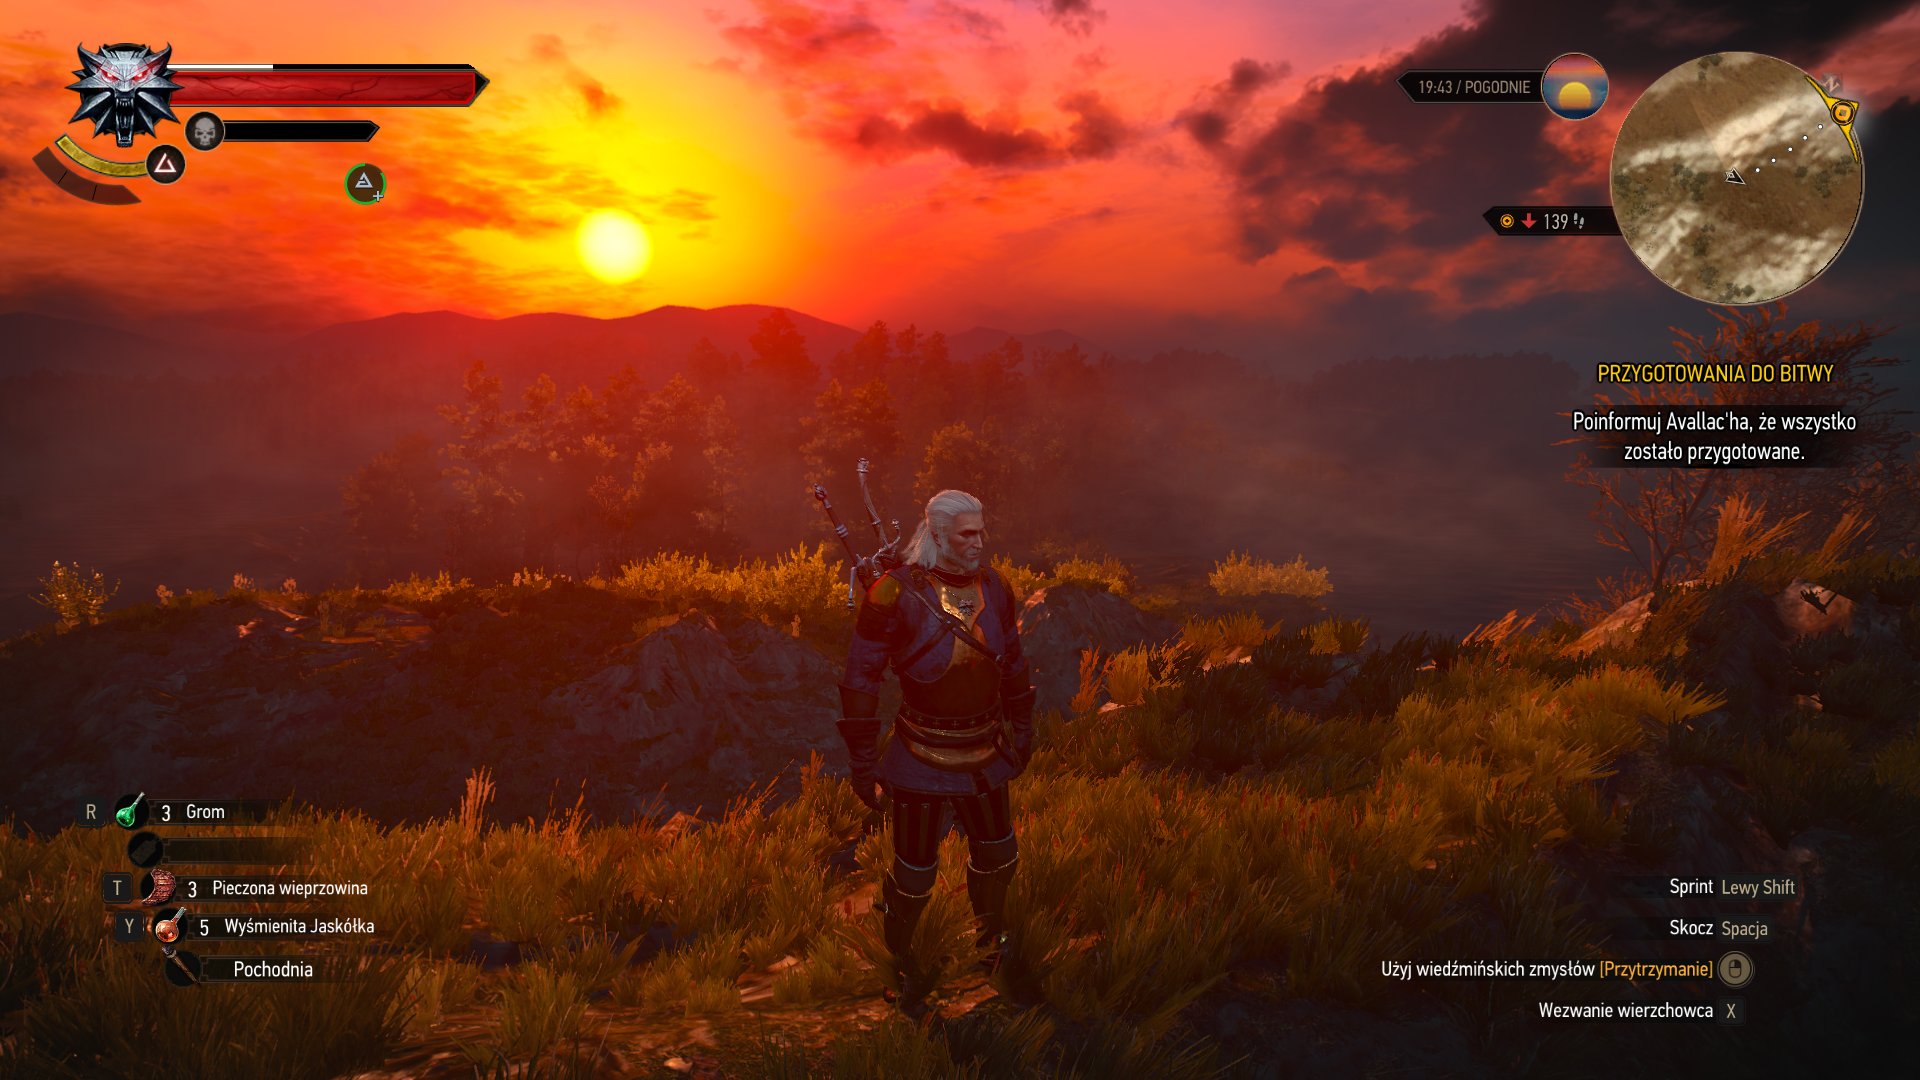 19:43 / POGODNIE
139
PRZYGOTOWANIA DO BITWY
Poinformuj Avallac'ha, że wszystko
zostało przygotowane.
R 3 Grom
T 3 Pieczona wieprzowina
Y 5 Wyśmienita Jaskółka
Pochodnia
Sprint Lewy Shift
Skocz Spacja
Użyj wiedźmińskich zmysłów [Przytrzymanie]
Wezwanie wierzchowca X